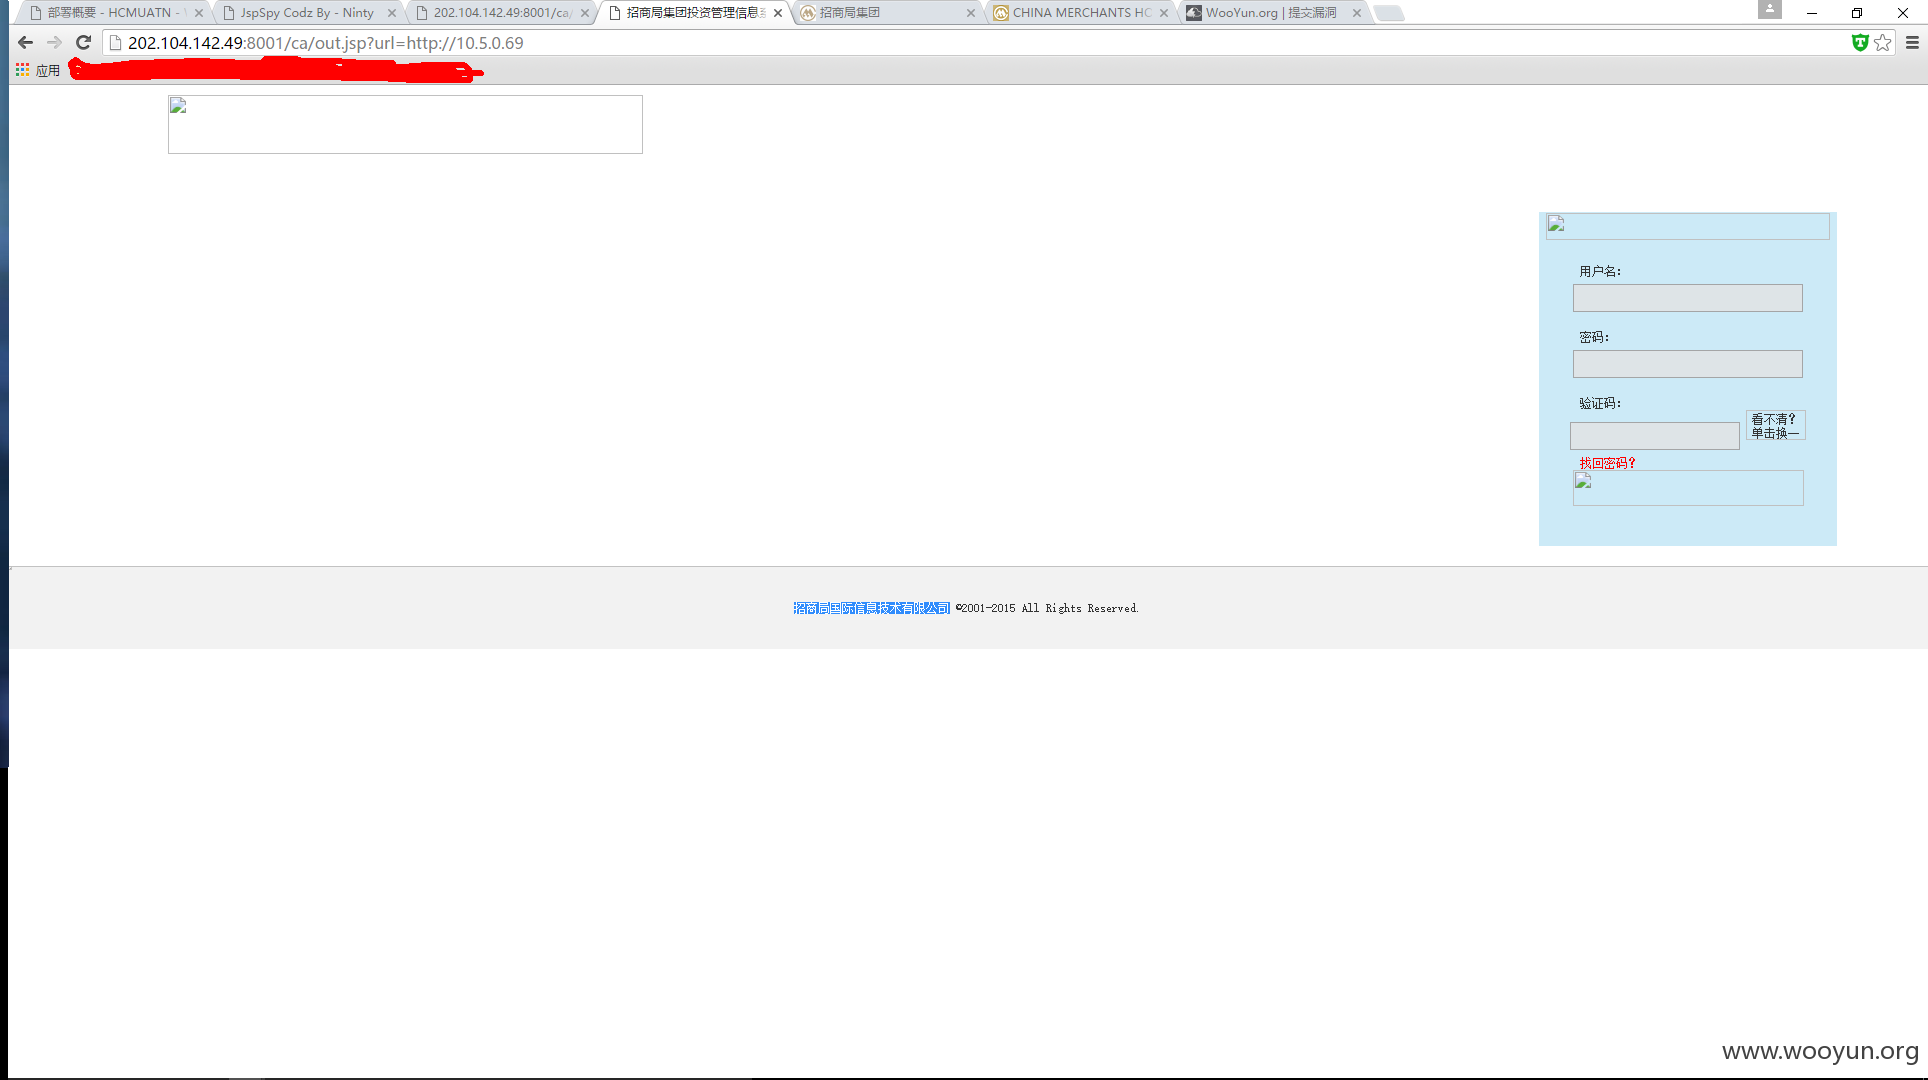 部署概要 - HCMUATN - 
JspSpy Codz By - Ninty
202.104.142.49:8001/ca/
招商局集团投资管理信息
招商局集团
CHINA MERCHANTS HO
WooYun.org | 提交漏洞
202.104.142.49:8001/ca/out.jsp?url=http://10.5.0.69
应用
用户名：
密码：
验证码：
看不清？
单击换一
找回密码？
招商局国际信息技术有限公司 ©2001-2015 All Rights Reserved.
www.wooyun.org